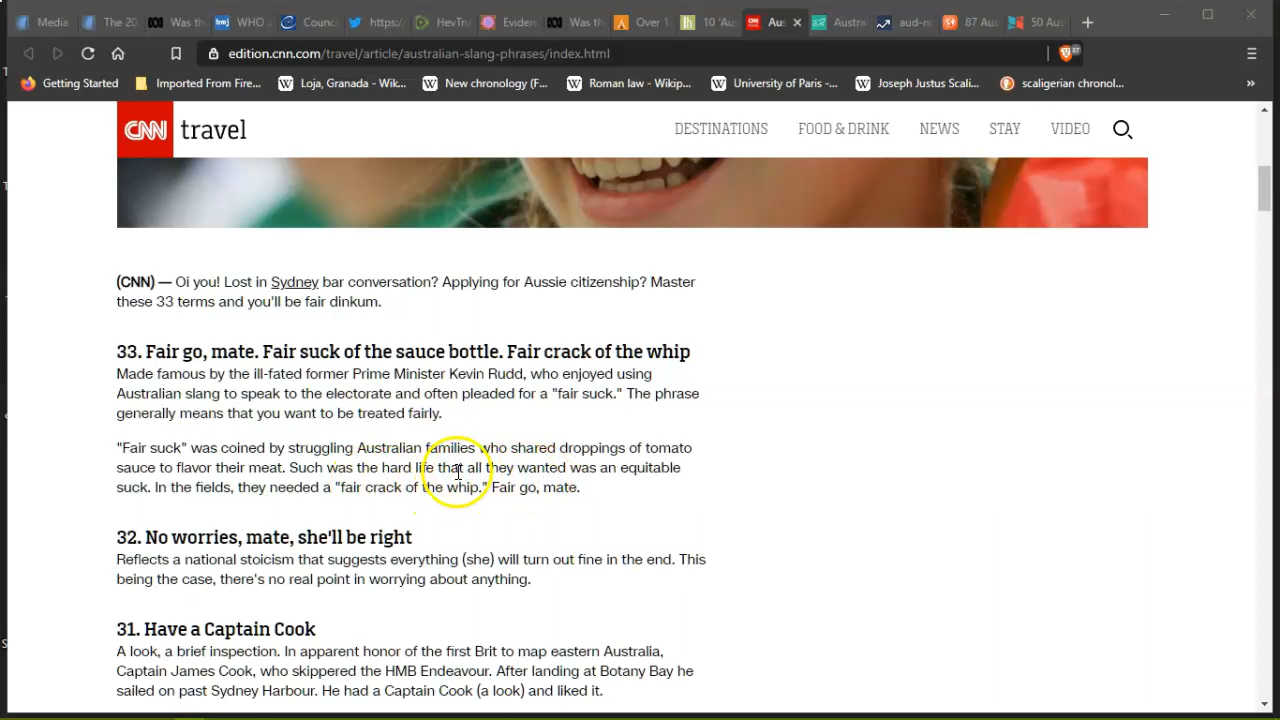 Media
The 20
Was the
WHO
Counc
https:/
HevTru
Eviden
Was the
Over 1
10 'Au
Aus
Austral
aud-no
87 Aus
50 Aus
edition.cnn.com/travel/article/australian-slang-phrases/index.html
Getting Started
Imported From Fire...
Loja, Granada - Wik...
New chronology (F...
Roman law - Wikip...
University of Paris -...
Joseph Justus Scali...
scaligerian chronol...
CNN travel
DESTINATIONS FOOD & DRINK NEWS STAY VIDEO
(CNN) — Oi you! Lost in Sydney bar conversation? Applying for Aussie citizenship? Master
these 33 terms and you'll be fair dinkum.
33. Fair go, mate. Fair suck of the sauce bottle. Fair crack of the whip
Made famous by the ill-fated former Prime Minister Kevin Rudd, who enjoyed using
Australian slang to speak to the electorate and often pleaded for a "fair suck." The phrase
generally means that you want to be treated fairly.
"Fair suck" was coined by struggling Australian families who shared droppings of tomato
sauce to flavor their meat. Such was the hard life that all they wanted was an equitable
suck. In the fields, they needed a "fair crack of the whip." Fair go, mate.
32. No worries, mate, she'll be right
Reflects a national stoicism that suggests everything (she) will turn out fine in the end. This
being the case, there's no real point in worrying about anything.
31. Have a Captain Cook
A look, a brief inspection. In apparent honor of the first Brit to map eastern Australia,
Captain James Cook, who skippered the HMB Endeavour. After landing at Botany Bay he
sailed on past Sydney Harbour. He had a Captain Cook (a look) and liked it.